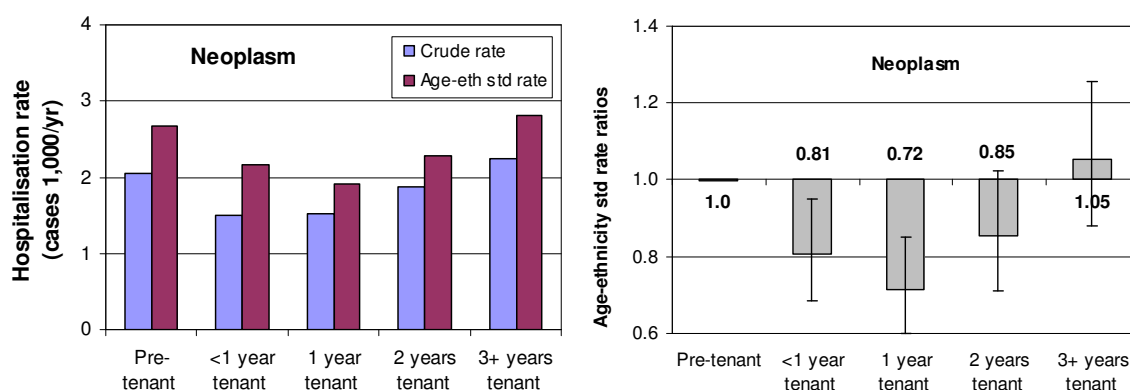 Neoplasm
Crude rate
Age-eth std rate
Hospitalisation rate
(cases 1,000/yr)
4
3
2
1
0
Pre-
tenant
<1 year
tenant
1 year
tenant
2 years
tenant
3+ years
tenant
Neoplasm
Age-ethnicity std rate ratios
1.4
1.2
1.0
0.8
0.6
0.81
0.72
0.85
1.0
1.05
Pre-tenant
<1 year
tenant
1 year
tenant
2 years
tenant
3+ years
tenant